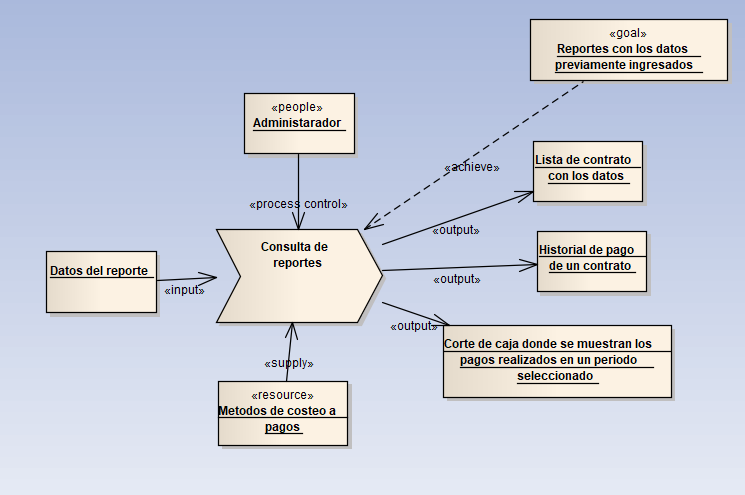 «goal»
Reportes con los datos
previamente ingresados
«people»
Administarador
«achieve»
Lista de contrato
con los datos
«process control»
«output»
Consulta de
reportes
Historial de pago
de un contrato
Datos del reporte
«input»
«output»
«output»
Corte de caja donde se muestran los
pagos realizados en un periodo
seleccionado
«supply»
«resource»
Metodos de costeo a
pagos